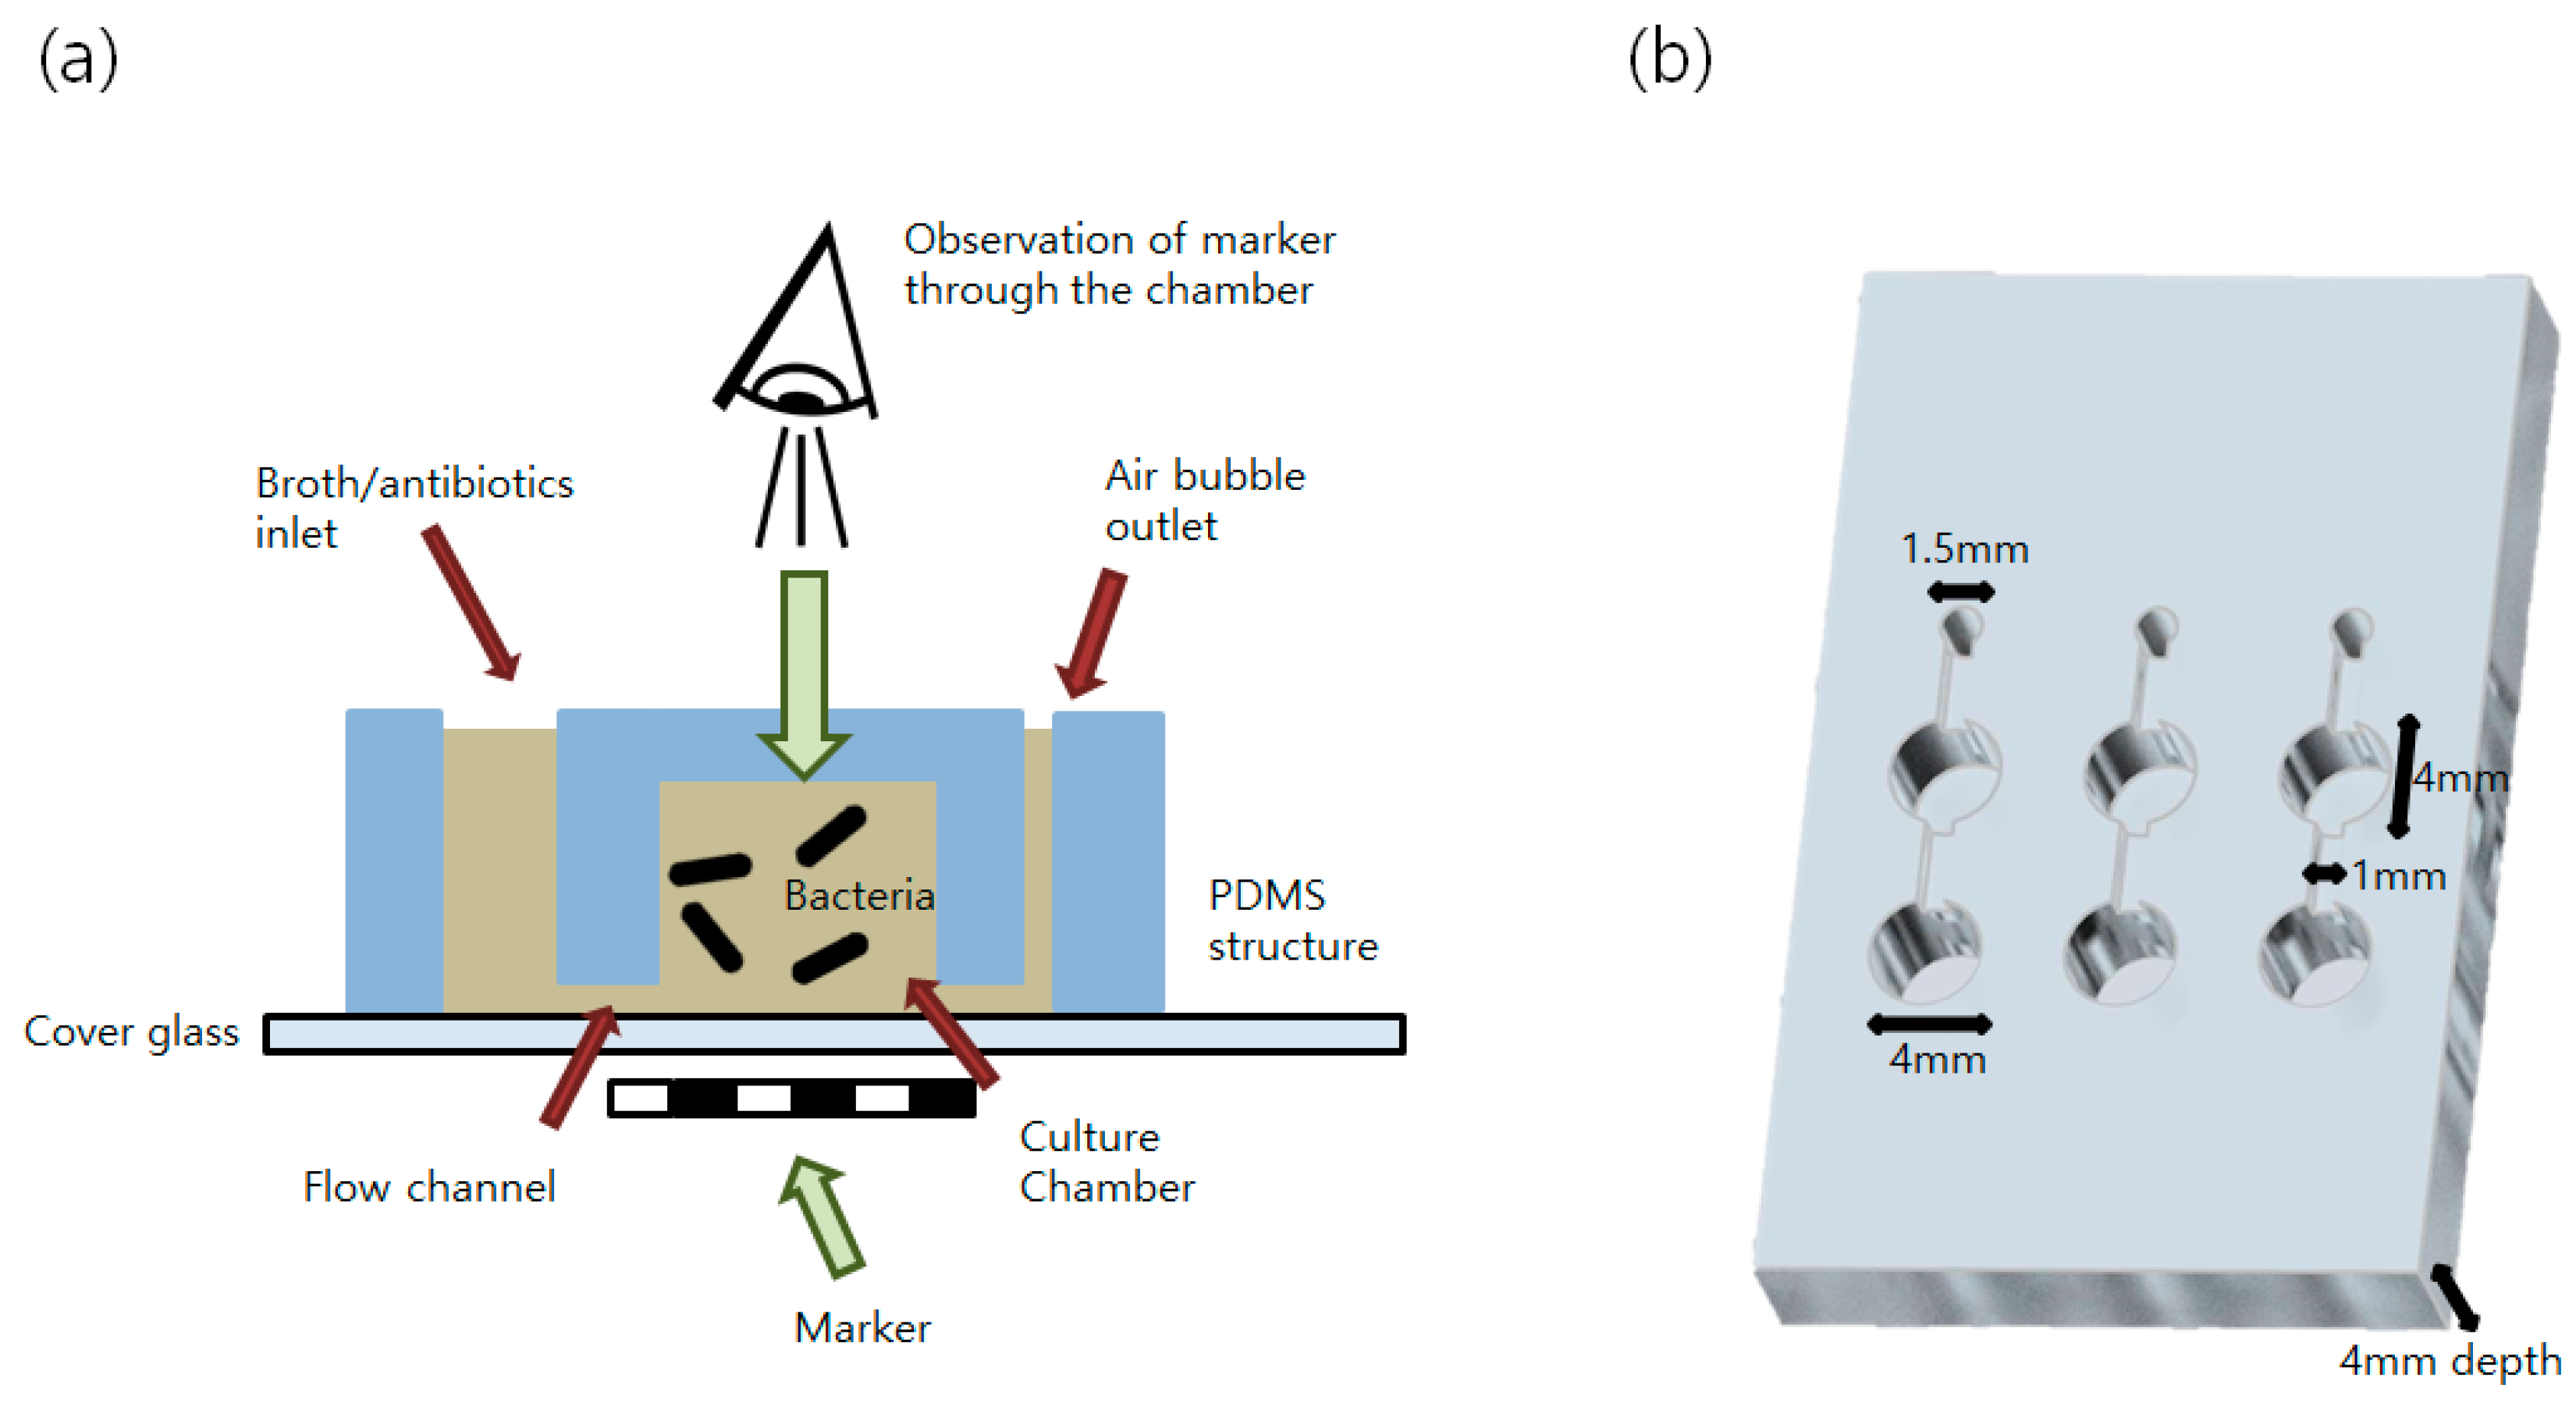 (a)
(b)
Observation of marker
through the chamber
Broth/antibiotics
inlet
Air bubble
outlet
1.5mm
4mm
1mm
Bacteria
PDMS
structure
Cover glass
4mm
Culture
Chamber
Flow channel
Marker
4mm depth